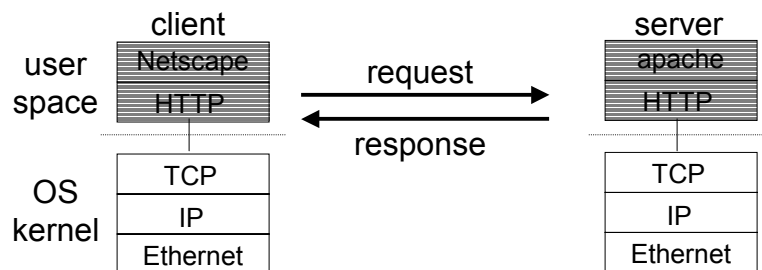 client
server
user
space
Netscape
HTTP
request
response
apache
HTTP
OS
kernel
TCP
IP
Ethernet
TCP
IP
Ethernet